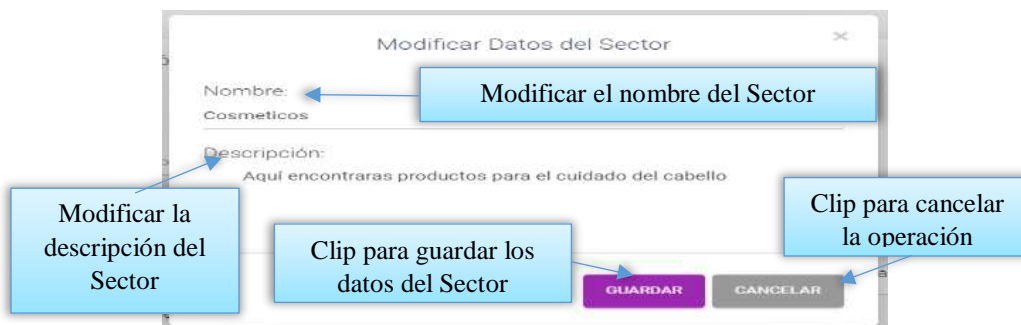 Modificar Datos del Sector
×
Nombre:
Modificar el nombre del Sector
Cosmeticos
Descripción:
Aquí encontraras productos para el cuidado del cabello
Modificar la
descripción del
Sector
Clip para guardar los
datos del Sector
Clip para cancelar
la operación
GUARDAR
CANCELAR